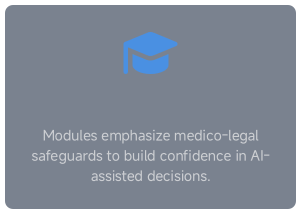 Modules emphasize medico-legal
safeguards to build confidence in AI-
assisted decisions.